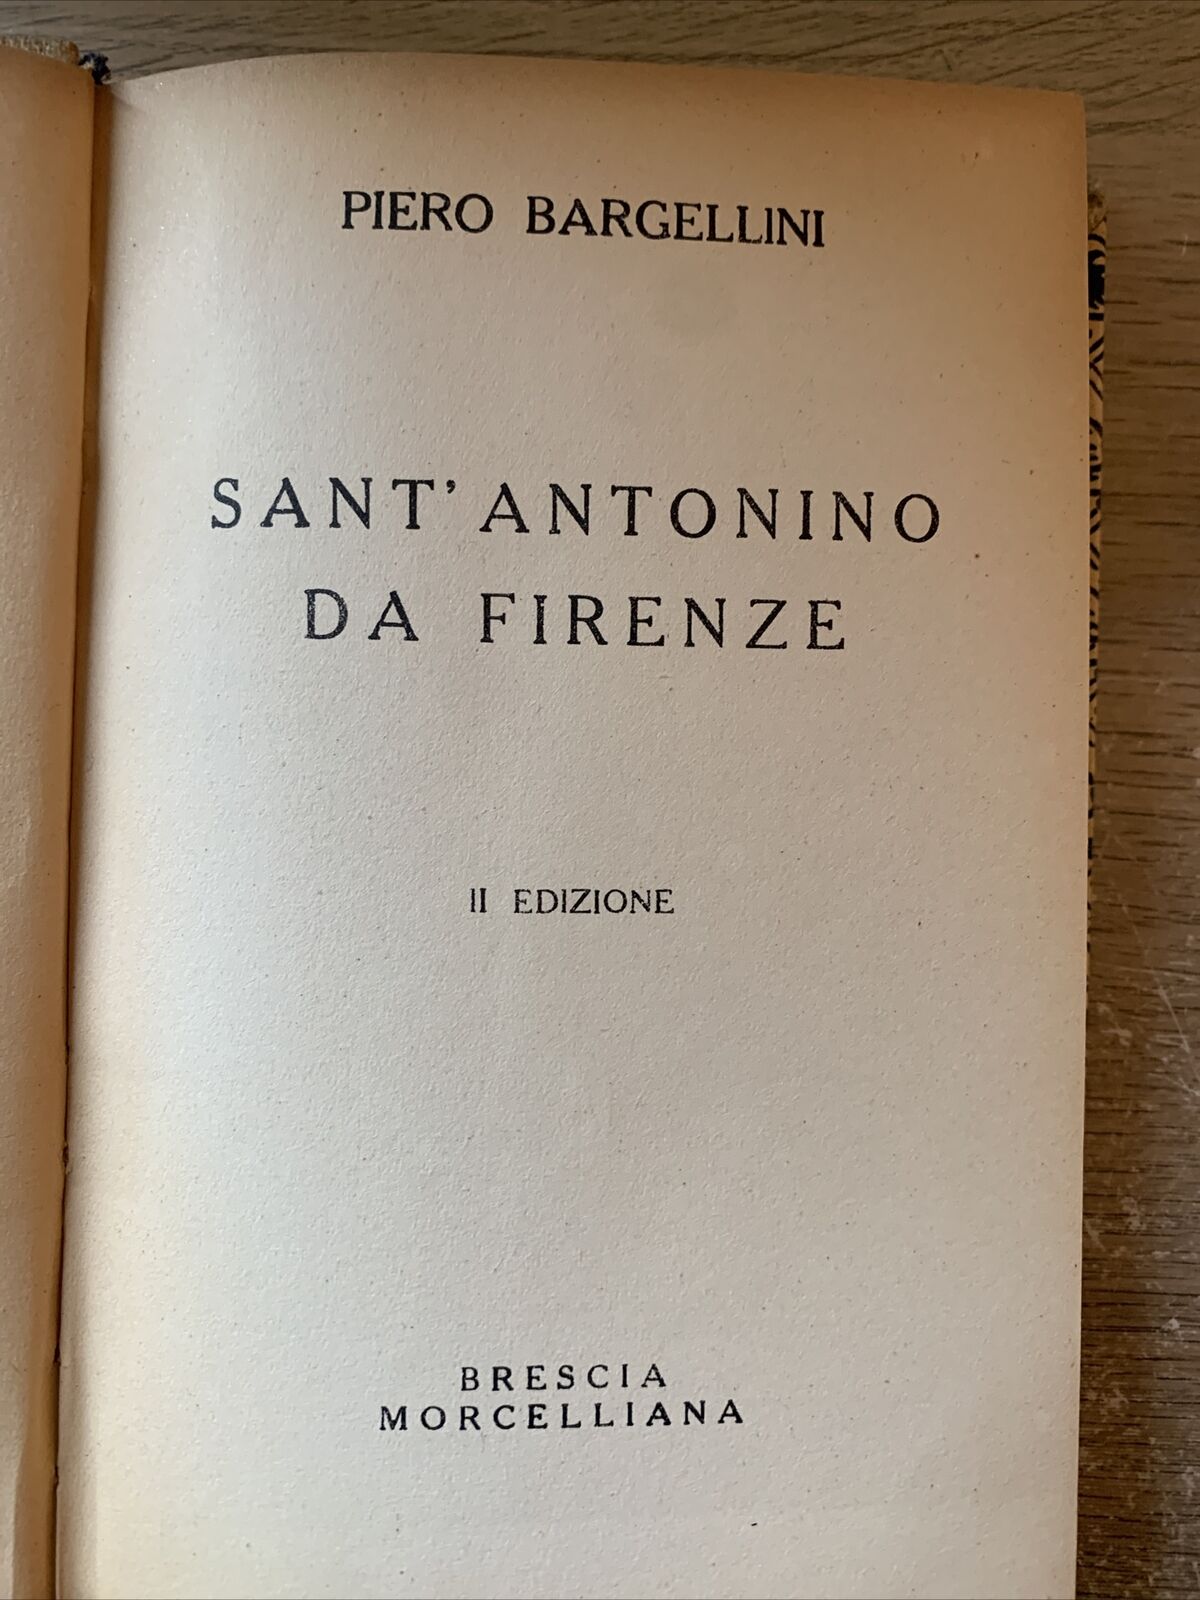 PIERO BARGELLINI
SANT' ANTONINO
DA FIRENZE
II EDIZIONE
BRESCIA
MORCELLIANA